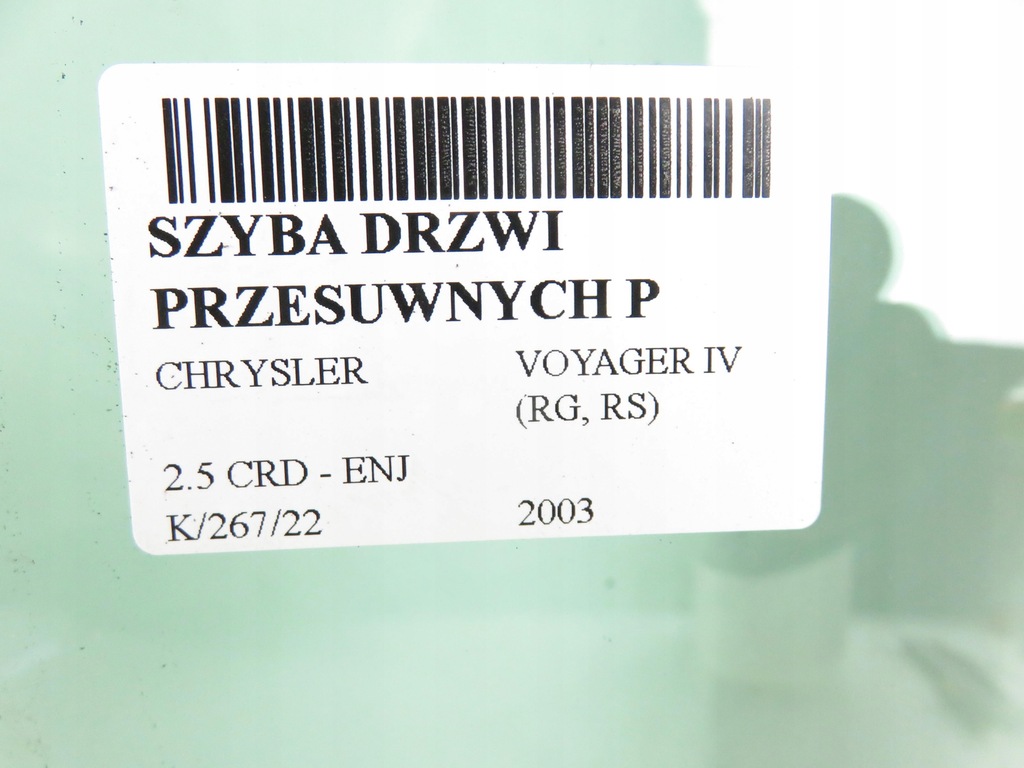 SZYBA DRZWI
PRZESUWNYCH P
CHRYSLER VOYAGER IV
(RG, RS)
2.5 CRD - ENJ
K/267/22 2003